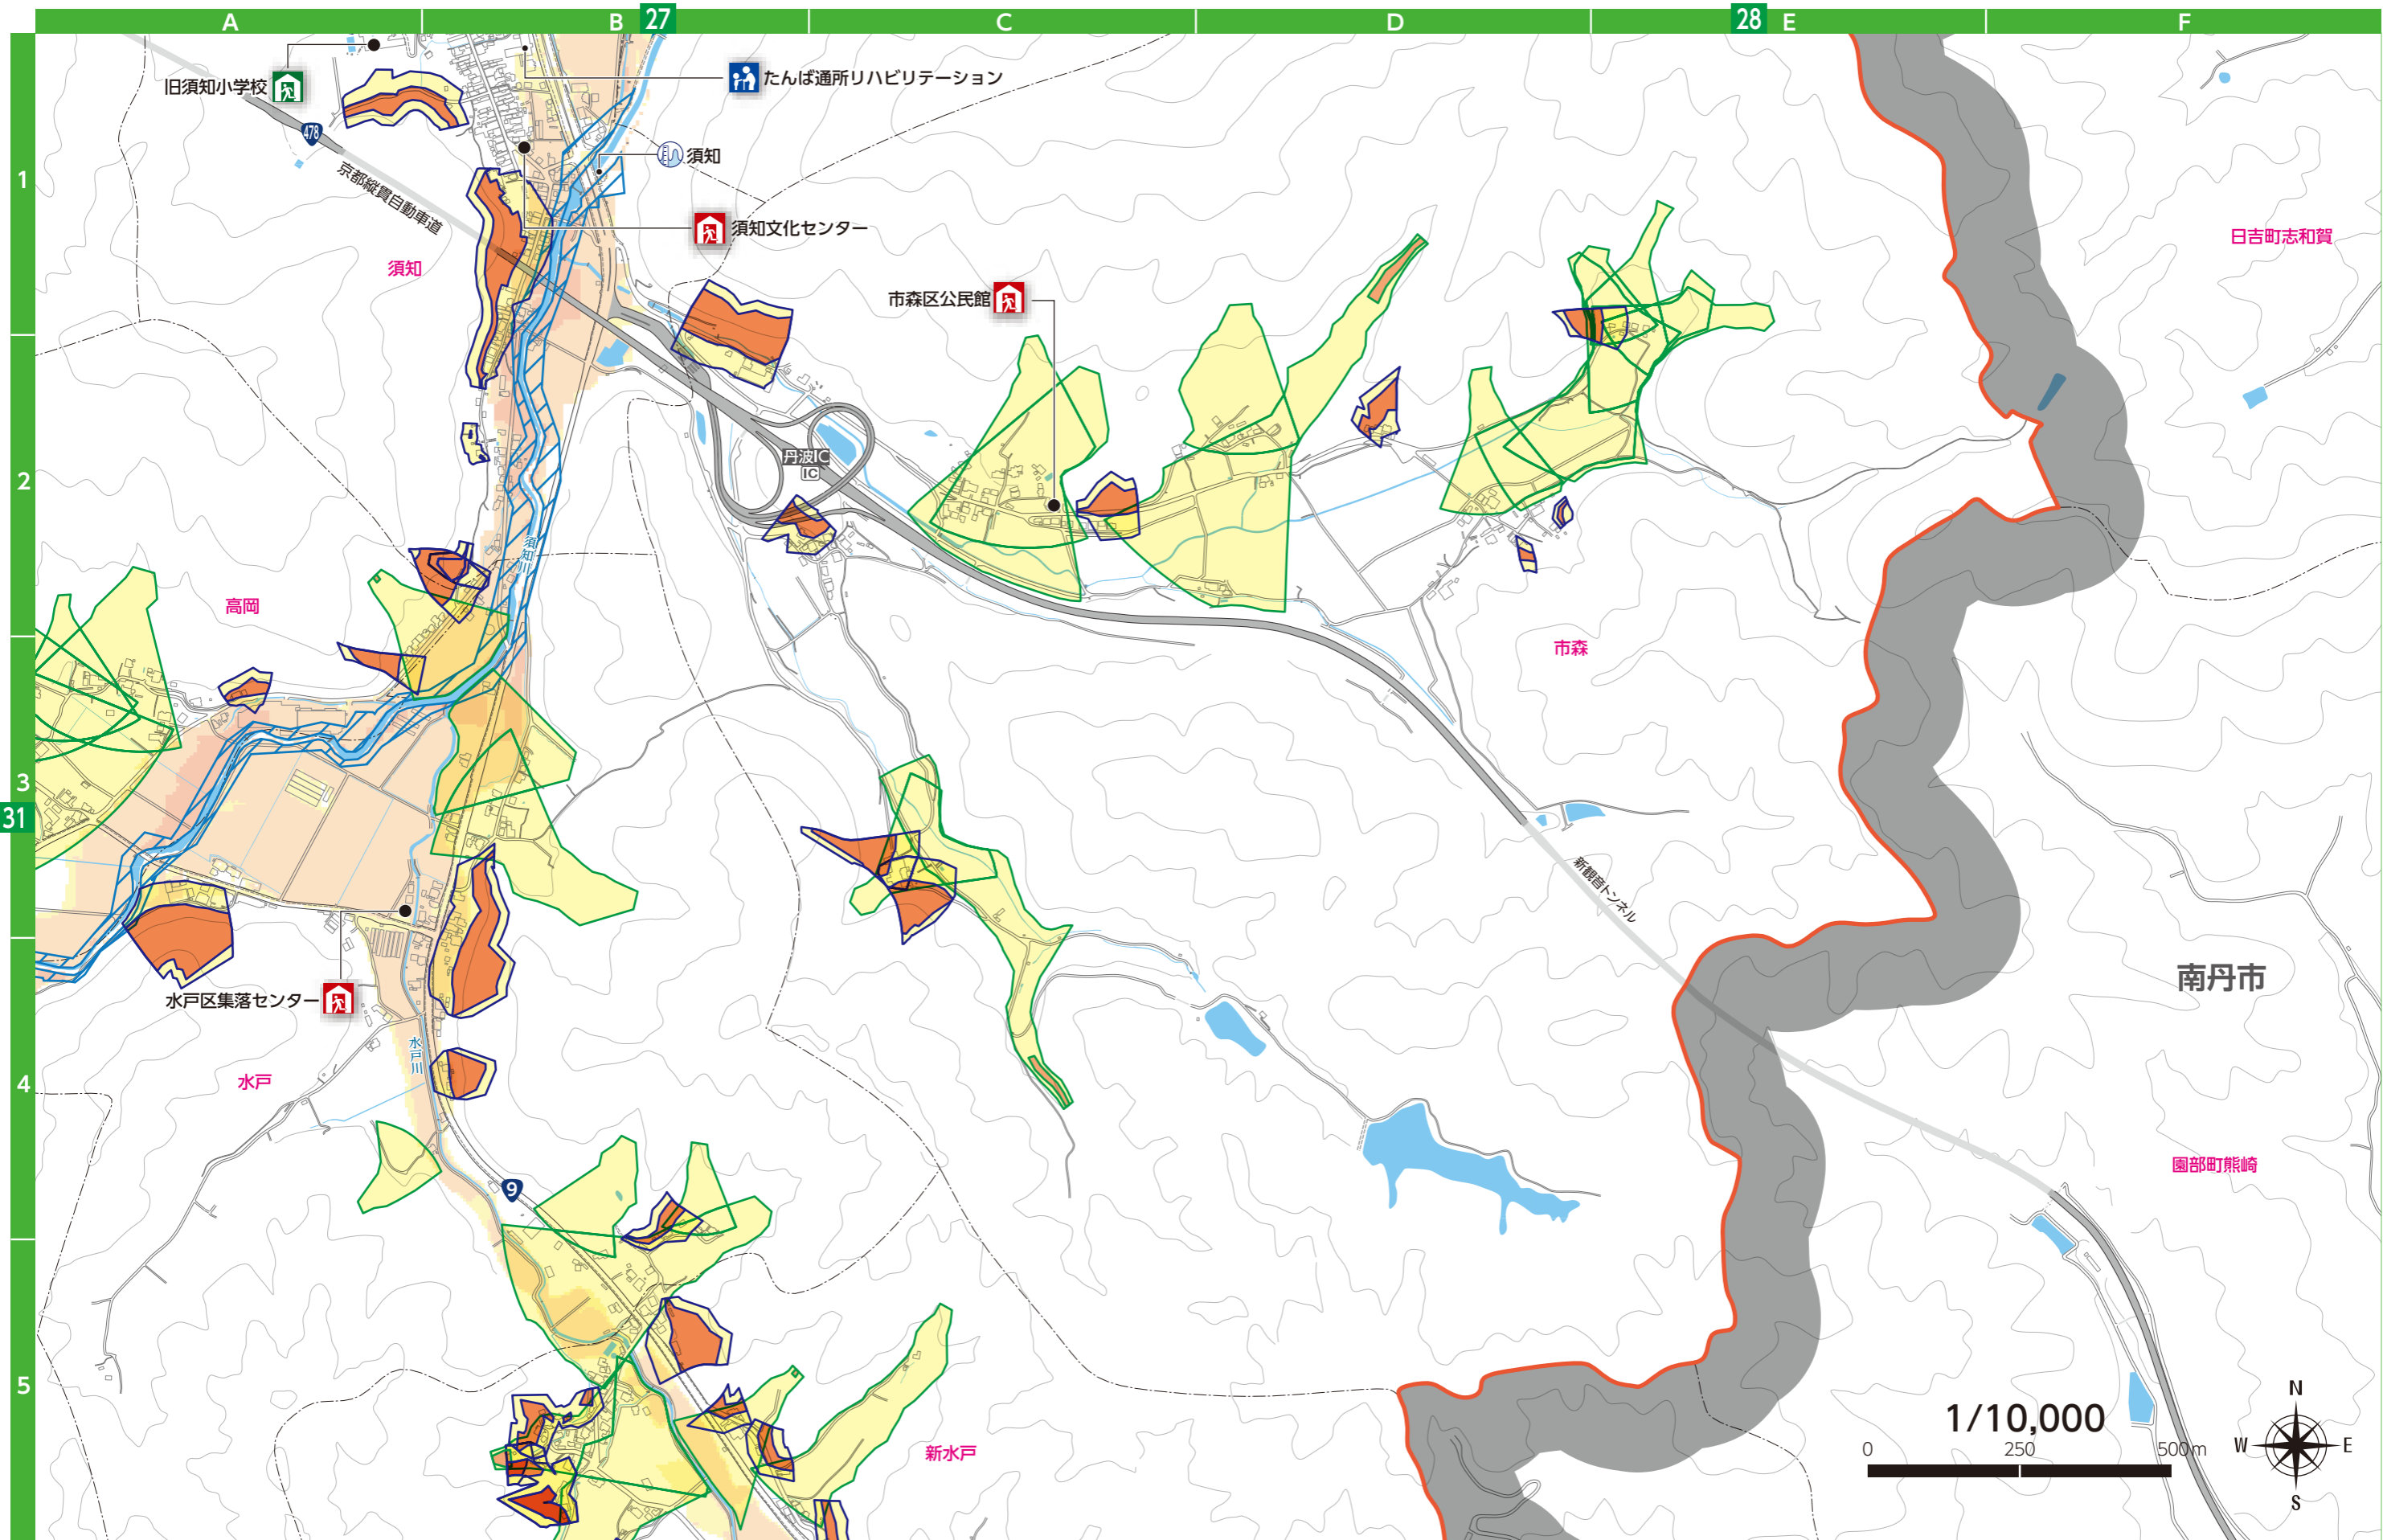 A B 27 C D 28 E F
旧須知小学校
たんば通所リハビリテーション
478
須知
1
京都縦貫自動車道
須知文化センター
日吉町志和賀
須知
市森区公民館
丹波IC
IC
2
須知川
高岡
市森
3
31
新観音トンネル
南丹市
水戸区集落センター
水戸川
4
水戸
園部町熊崎
9
5
N
1/10,000
W E
0 250 500m
新水戸
S